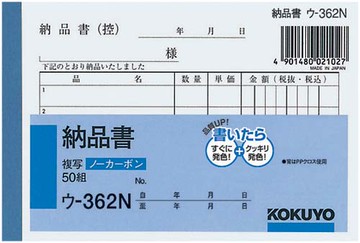 納品書 ウ-362N
納 品 書 (控)
年 月 日
様
下記のとおり納品いたしました
品 名 数 量 単 価 金 額 (税抜・税込)
1
2
4 901480 021027
MADE IN JAPAN
納品書
複写 ノーカーボン
50組
品質UP!
書いたら
すぐに発色!
+
クッキリ発色!
●背はPPクロス使用
No.
ウ-362N
自 年 月 日
至 年 月 日
KOKUYO